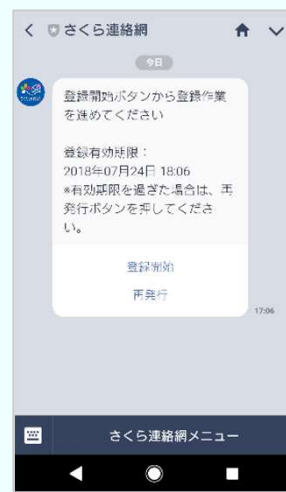 さくら連絡網
今日
登録開始ボタンから登録作業
を進めてください
登録有効期限：
2018年07月24日 18:06
*有効期限を過ぎた場合は、再
発行ボタンを押してくださ
い。
登録開始
再発行
17:06
さくら連絡網メニュー